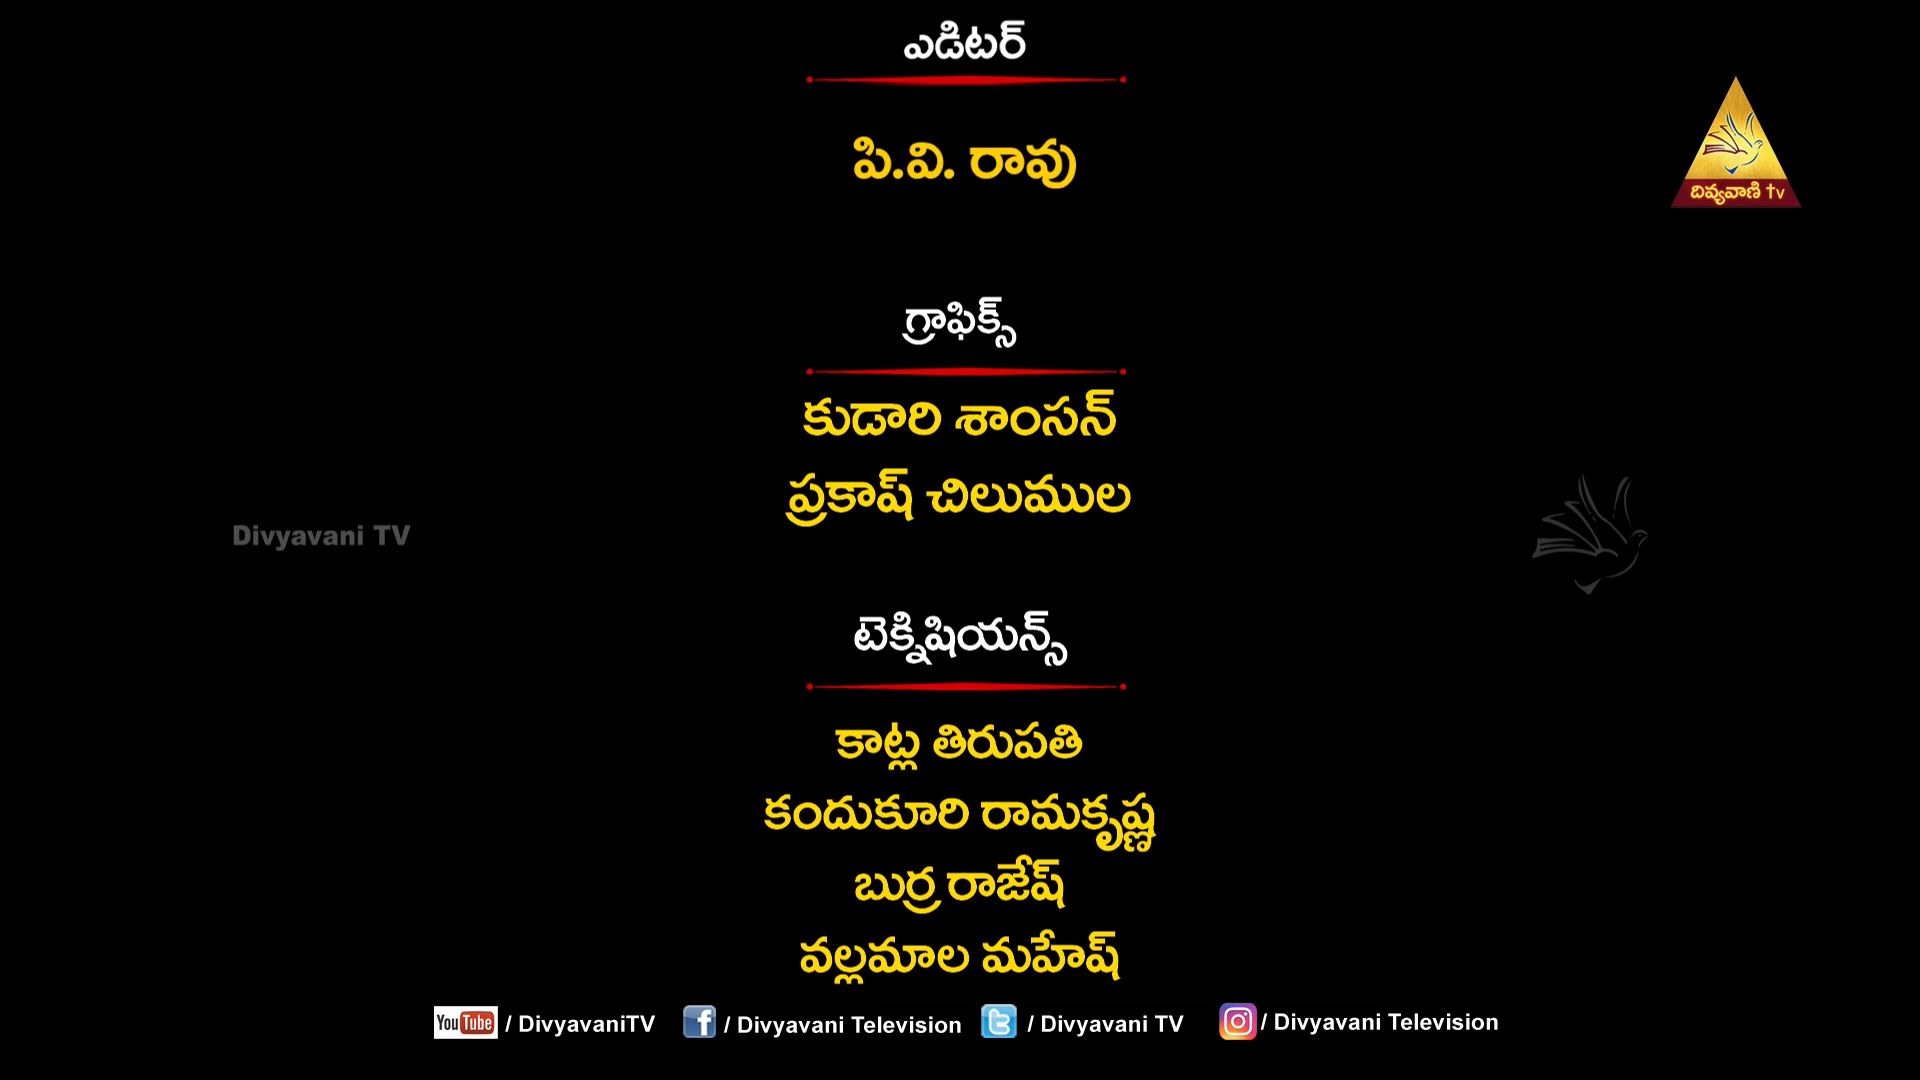 ఎడిటర్
పి.వి. రావు
దివ్యవాణి tv
గ్రాఫిక్స్
కుడారి శాంసన్
ప్రకాష్ చిలుముల
Divyavani TV
టెక్నిషియన్స్
కాట్ల తిరుపతి
కందుకూరి రామకృష్ణ
బుర్ర రాజేష్
వల్లమాల మహేష్
YouTube / DivyavaniTV / Divyavani Television / Divyavani TV / Divyavani Television